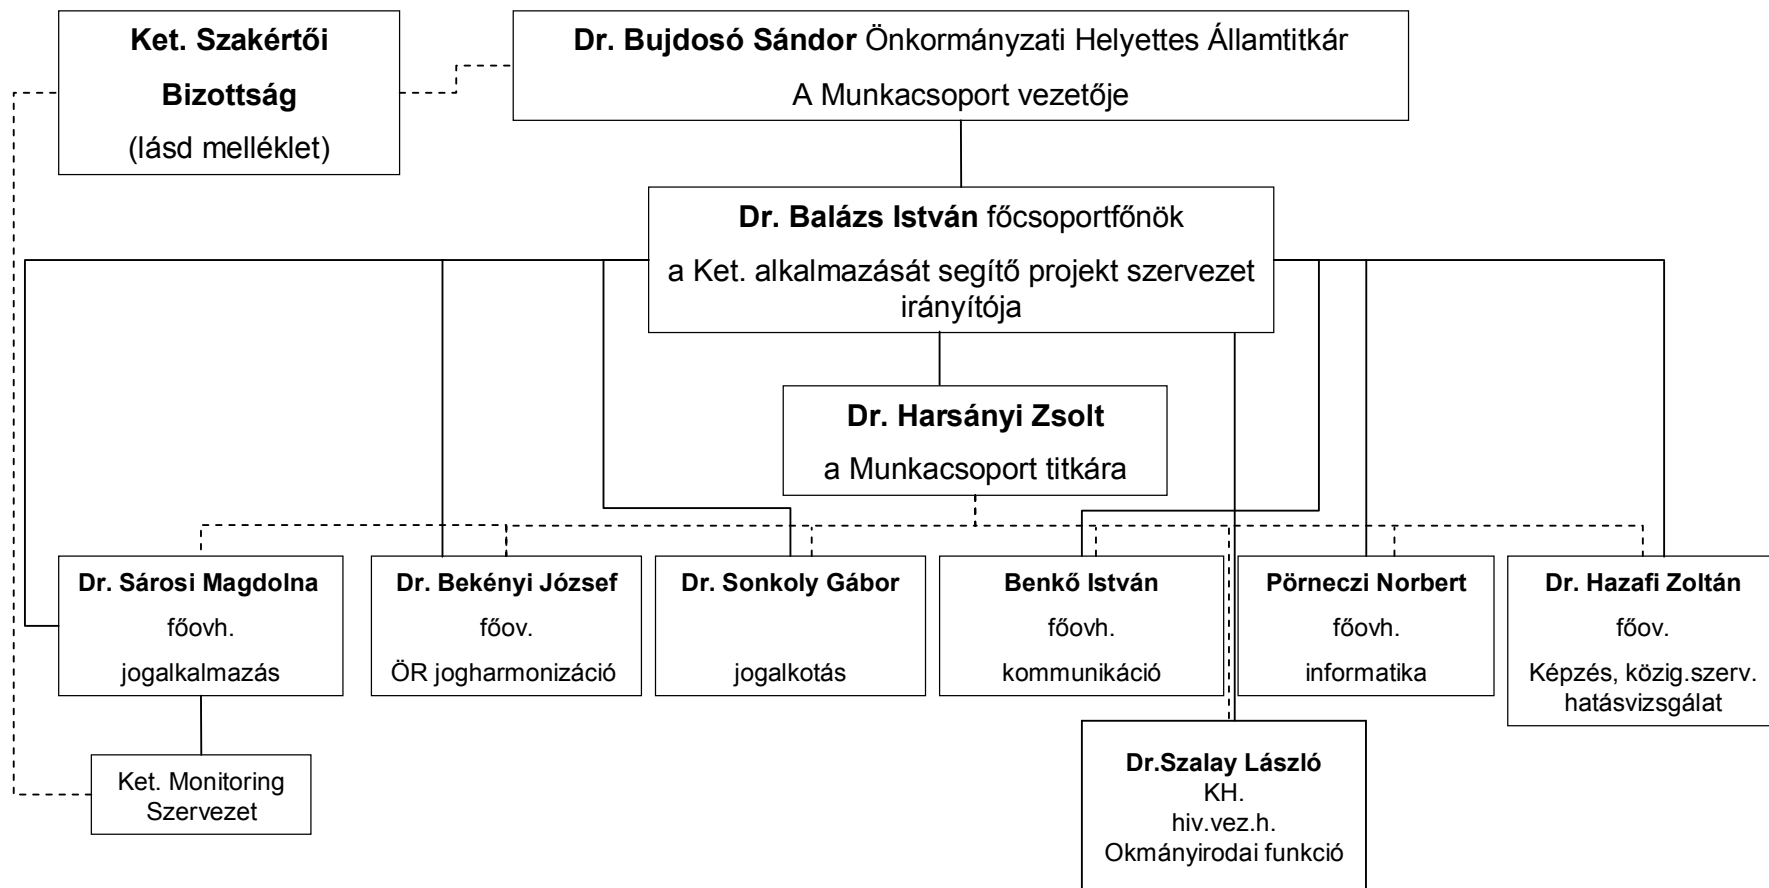 Ket. Szakértői
Bizottság
(lásd melléklet)
Dr. Bujdosó Sándor Önkormányzati Helyettes Államtitkár
A Munkacsoport vezetője
Dr. Balázs István főcsoportfőnök
a Ket. alkalmazását segítő projekt szervezet
irányítója
Dr. Harsányi Zsolt
a Munkacsoport titkára
Dr. Sárosi Magdolna
főovh.
jogalkalmazás
Dr. Bekényi József
főov.
ÖR jogharmonizáció
Dr. Sonkoly Gábor
jogalkotás
Benkő István
főovh.
kommunikáció
Pörneczi Norbert
főovh.
informatika
Dr. Hazafi Zoltán
főov.
Képzés, közig.szerv.
hatásvizsgálat
Ket. Monitoring
Szervezet
Dr.Szalay László
KH.
hiv.vez.h.
Okmányirodai funkció